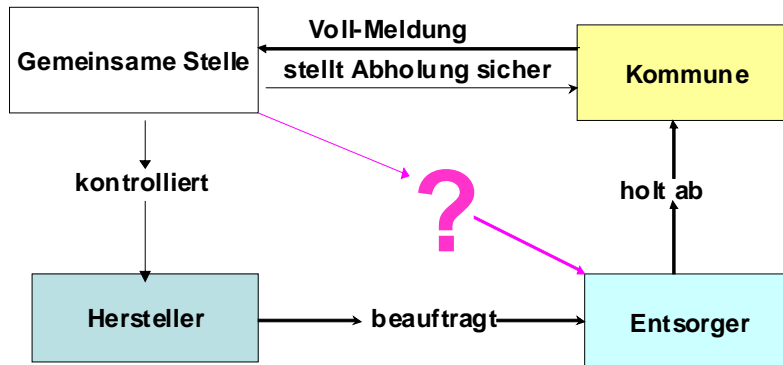 Voll-Meldung
Gemeinsame Stelle
stellt Abholung sicher
Kommune
kontrolliert
?
holt ab
Hersteller
beauftragt
Entsorger